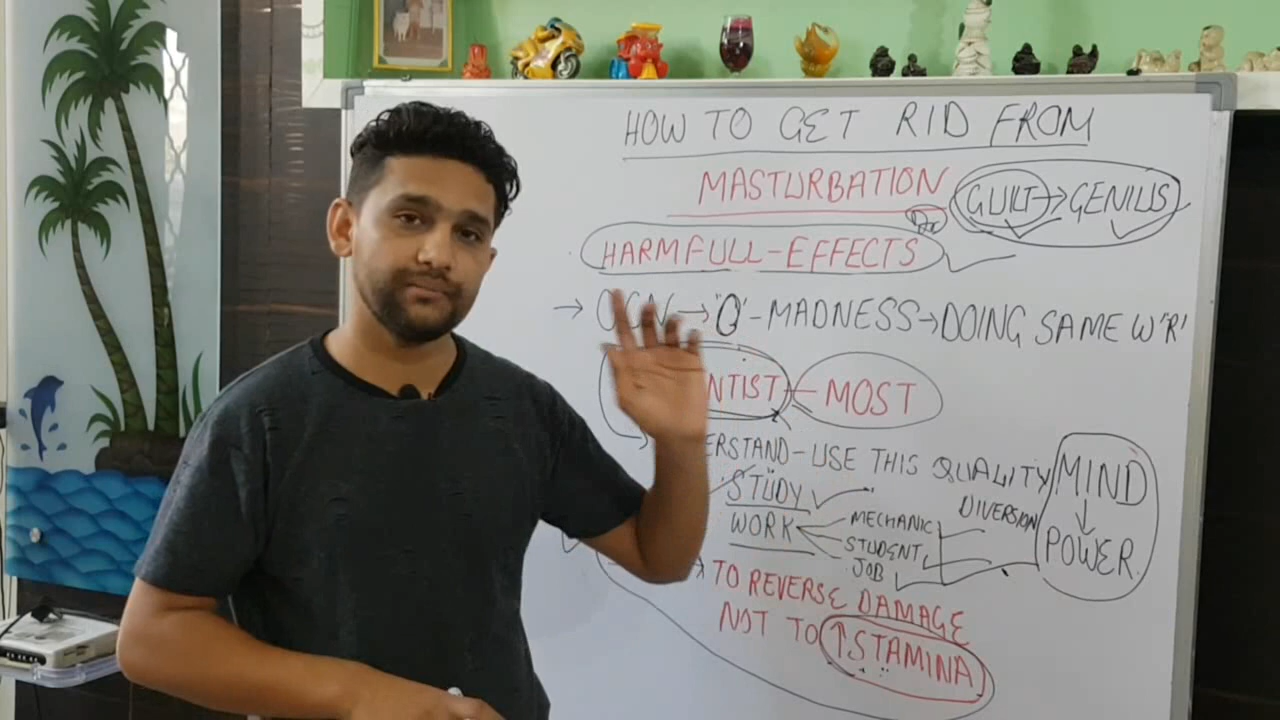 HOW TO GET RID FROM
MASTURBATION GUILT → GENIUS
HARMFULL-EFFECTS
→ → "O"-MADNESS→DOING SAME W"R"
NTIST MOST
ERSTAND-USE THIS QUALITY MIND
STUDY
DIVERSION
WORK MECHANIC
STUDENT
JOB
↓
POWER
→ TO REVERSE DAMAGE
NOT TO ↑STAMINA